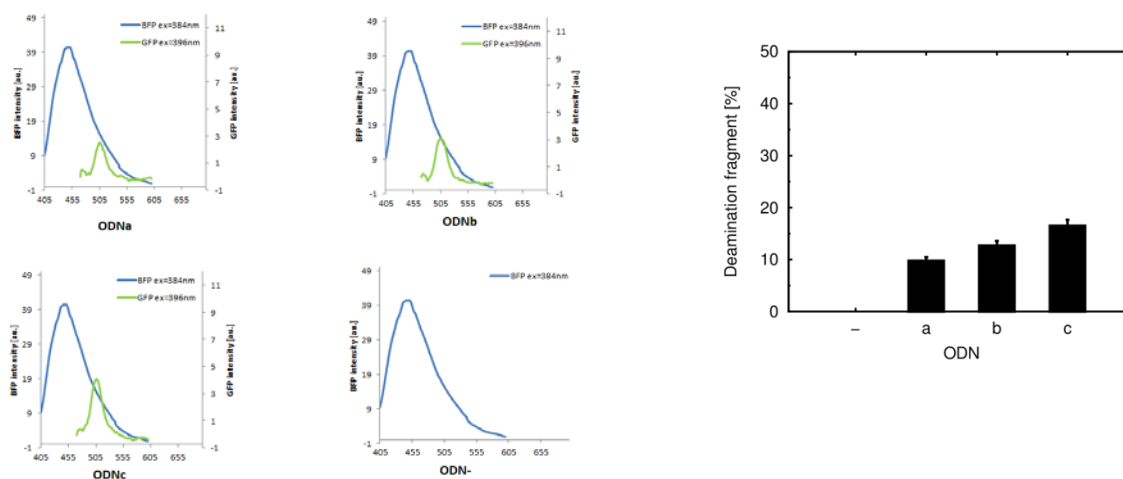 49
39
29
19
9
-1
BFP intensity [au.]
BFP ex=384nm
GFP ex=396nm
11
9
7
5
3
1
-1
GFP intensity [au.]
405 455 505 555 605 655
ODNa
49
39
29
19
9
-1
BFP intensity [au.]
BFP ex=384nm
GFP ex=396nm
11
9
7
5
3
1
-1
GFP intensity [au.]
405 455 505 555 605 655
ODNb
49
39
29
19
9
-1
BFP intensity [au.]
BFP ex=384nm
GFP ex=396nm
11
9
7
5
3
1
-1
GFP intensity [au.]
405 455 505 555 605 655
ODNc
49
39
29
19
9
-1
BFP intensity [au.]
BFP ex=384nm
405 455 505 555 605 655
ODN-
50
40
30
20
10
0
Deamination fragment [%]
– a b c
ODN